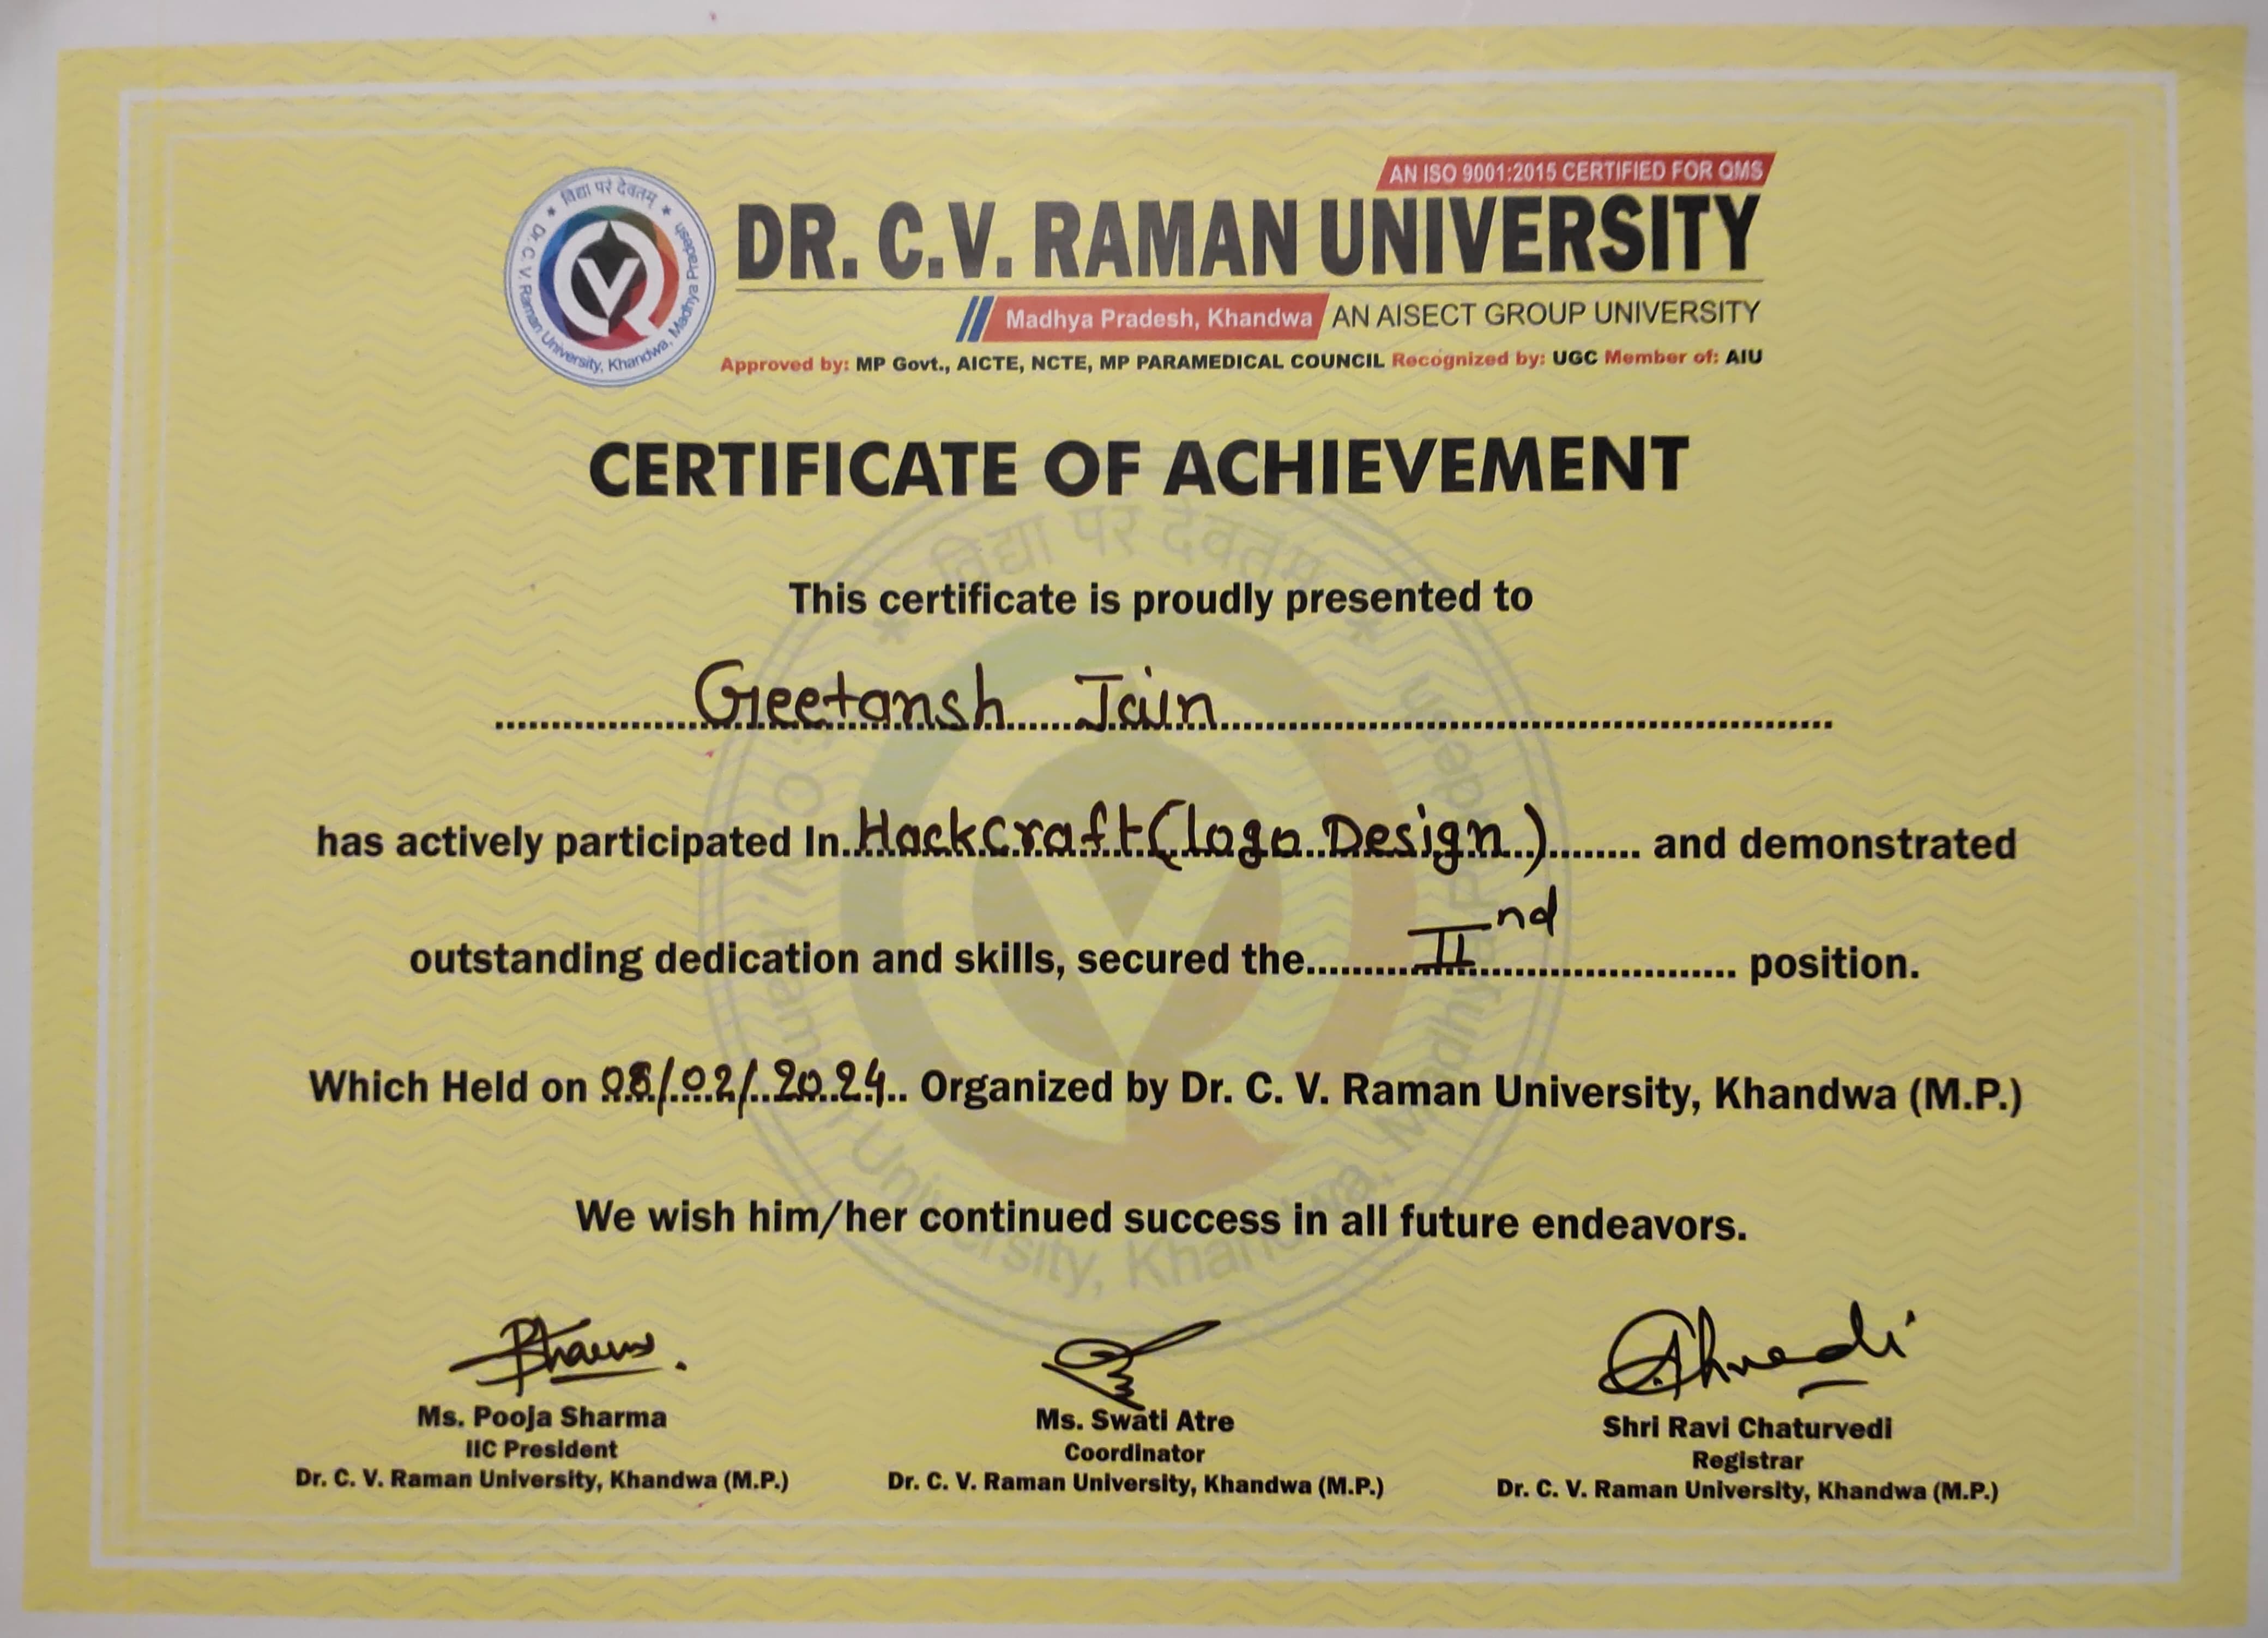 AN ISO 9001:2015 CERTIFIED FOR QMS
विद्या परं देवतम्
Dr. C. V. Raman University, Khandwa, Madhya Pradesh
DR. C.V. RAMAN UNIVERSITY
Madhya Pradesh, Khandwa AN AISECT GROUP UNIVERSITY
Approved by: MP Govt., AICTE, NCTE, MP PARAMEDICAL COUNCIL Recognized by: UGC Member of: AIU
CERTIFICATE OF ACHIEVEMENT
This certificate is proudly presented to
Geetansh Jain
has actively participated In HackCraft (logo Design) and demonstrated
outstanding dedication and skills, secured the IInd position.
Which Held on 08/02/2024 Organized by Dr. C. V. Raman University, Khandwa (M.P.)
We wish him/her continued success in all future endeavors.
Ms. Pooja Sharma Ms. Swati Atre Shri Ravi Chaturvedi
IIC President Coordinator Registrar
Dr. C. V. Raman University, Khandwa (M.P.) Dr. C. V. Raman University, Khandwa (M.P.) Dr. C. V. Raman University, Khandwa (M.P.)